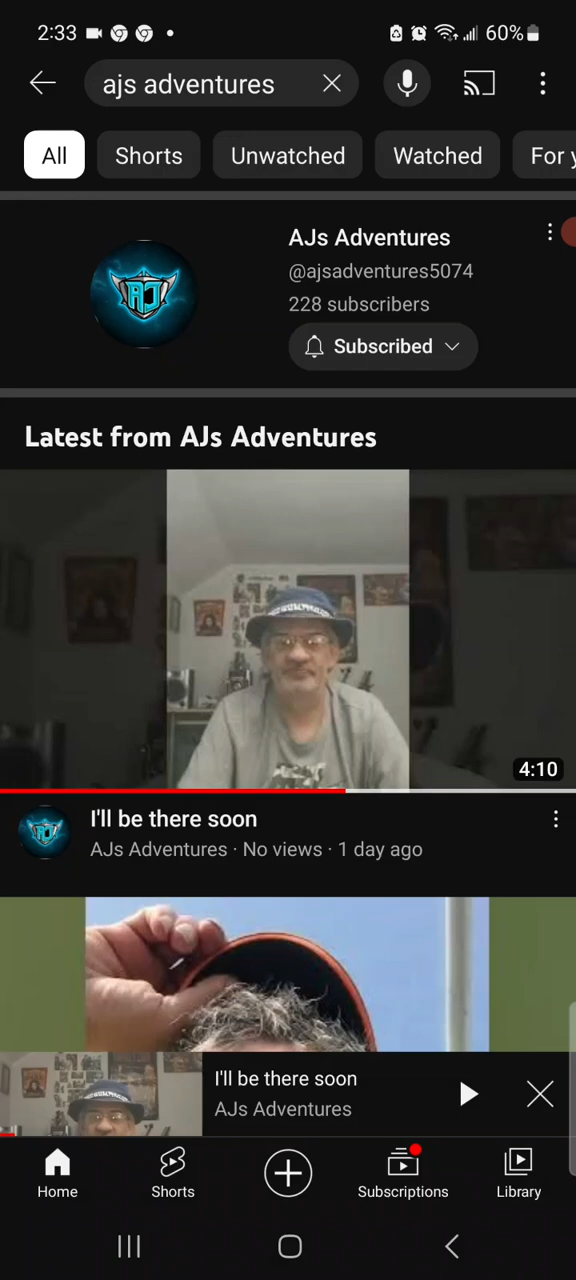 2:33
60%
ajs adventures
All
Shorts
Unwatched
Watched
For y
AJ
AJs Adventures
@ajsadventures5074
228 subscribers
Subscribed
Latest from AJs Adventures
4:10
I'll be there soon
AJs Adventures · No views · 1 day ago
I'll be there soon
AJs Adventures
Home
Shorts
Subscriptions
Library